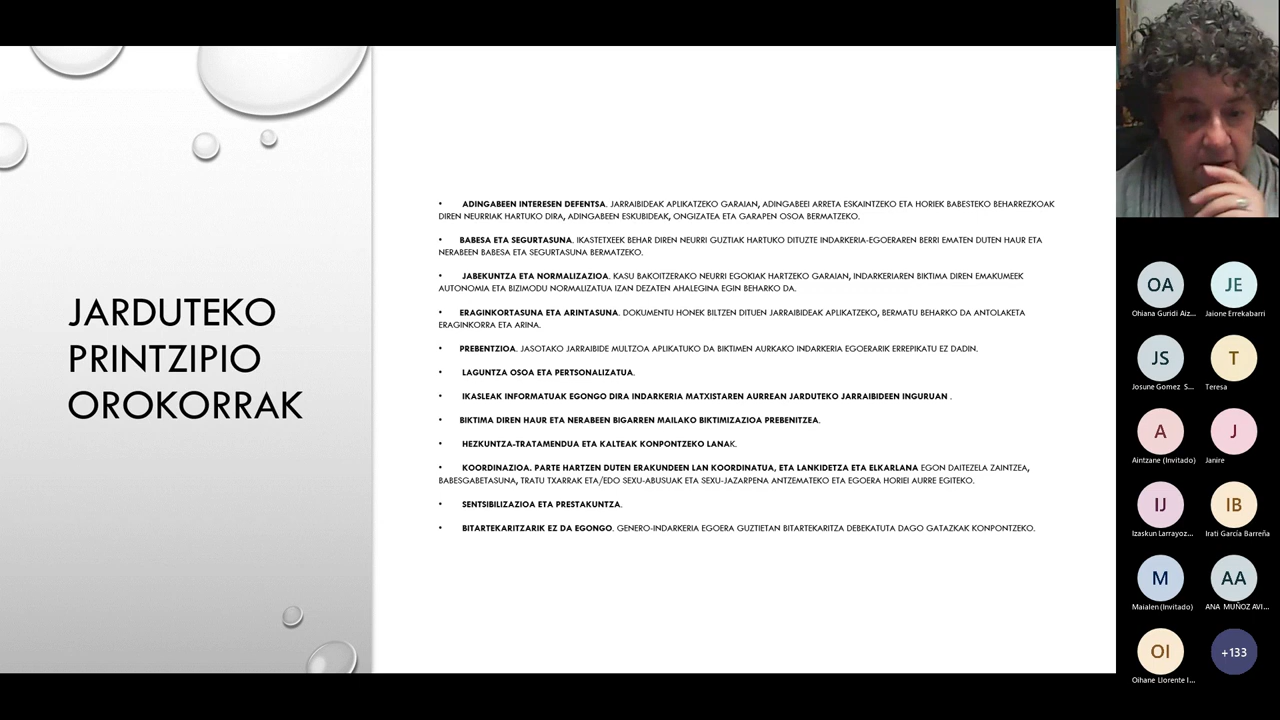 JARDUTEKO
PRINTZIPIO
OROKORRAK
• ADINGABEEN INTERESEN DEFENTSA. JARRAIBIDEAK APLIKATZEKO GARAIAN, ADINGABEEI ARRETA ESKAINTZEKO ETA HORIEK BABESTEKO BEHARREZKOAK
DIREN NEURRIAK HARTUKO DIRA, ADINGABEEN ESKUBIDEAK, ONGIZATEA ETA GARAPEN OSOA BERMATZEKO.
• BABESA ETA SEGURTASUNA. IKASTETXEEK BEHAR DIREN NEURRI GUZTIAK HARTUKO DITUZTE INDARKERIA-EGOERAREN BERRI EMATEN DUTEN HAUR ETA
NERABEEN BABESA ETA SEGURTASUNA BERMATZEKO.
• JABEKUNTZA ETA NORMALIZAZIOA. KASU BAKOITZERAKO NEURRI EGOKIAK HARTZEKO GARAIAN, INDARKERIAREN BIKTIMA DIREN EMAKUMEEK
AUTONOMIA ETA BIZIMODU NORMALIZATUA IZAN DEZATEN AHALEGINA EGIN BEHARKO DA.
• ERAGINKORTASUNA ETA ARINTASUNA. DOKUMENTU HONEK BILTZEN DITUEN JARRAIBIDEAK APLIKATZEKO, BERMATU BEHARKO DA ANTOLAKETA
ERAGINKORRA ETA ARINA.
• PREBENTZIOA. JASOTAKO JARRAIBIDE MULTZOA APLIKATUKO DA BIKTIMEN AURKAKO INDARKERIA EGOERARIK ERREPIKATU EZ DADIN.
• LAGUNTZA OSOA ETA PERTSONALIZATUA.
• IKASLEAK INFORMATUAK EGONGO DIRA INDARKERIA MATXISTAREN AURREAN JARDUTEKO JARRAIBIDEEN INGURUAN .
• BIKTIMA DIREN HAUR ETA NERABEEN BIGARREN MAILAKO BIKTIMIZAZIOA PREBENITZEA.
• HEZKUNTZA-TRATAMENDUA ETA KALTEAK KONPONTZEKO LANAK.
• KOORDINAZIOA. PARTE HARTZEN DUTEN ERAKUNDEEN LAN KOORDINATUA, ETA LANKIDETZA ETA ELKARLANA EGON DAITEZELA ZAINTZEA,
BABESGABETASUNA, TRATU TXARRAK ETA/EDO SEXU-ABUSUAK ETA SEXU-JAZARPENA ANTZEMATEKO ETA EGOERA HORIEI AURRE EGITEKO.
• SENTSIBILIZAZIOA ETA PRESTAKUNTZA.
• BITARTEKARITZARIK EZ DA EGONGO. GENERO-INDARKERIA EGOERA GUZTIETAN BITARTEKARITZA DEBEKATUTA DAGO GATAZKAK KONPONTZEKO.
OA JE
Ohiana Guridi Aiz... Jaione Errekabarri
JS T
Josune Gomez S... Teresa
A J
Aintzane (Invitado) Janire
IJ IB
Izaskun Larrayoz... Irati García Barreña
M AA
Maialen (Invitado) ANA MUÑOZ AVI...
OI +133
Oihane Llorente I...